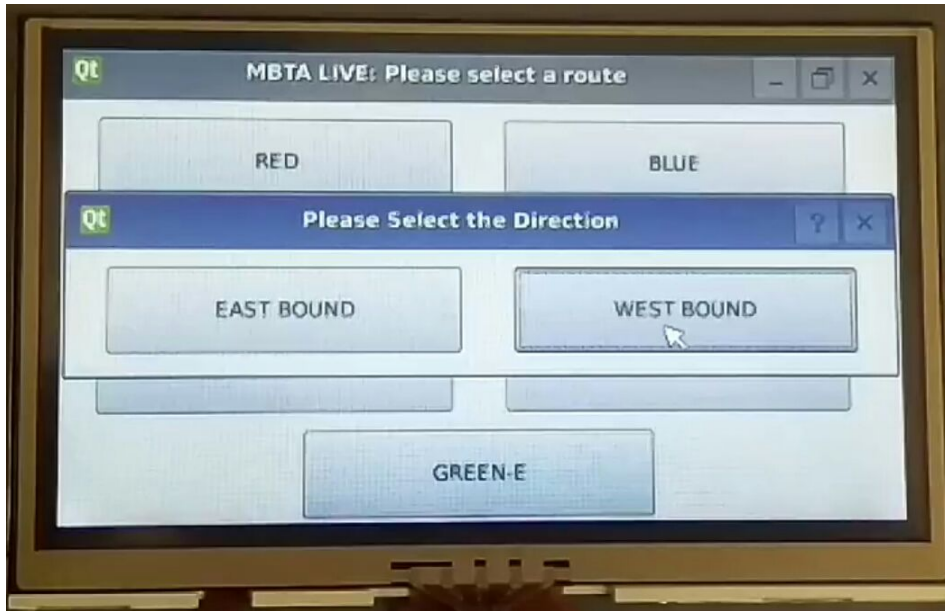 Qt MBTA LIVE: Please select a route
RED BLUE
Qt Please Select the Direction ?
EAST BOUND WEST BOUND
GREEN-E